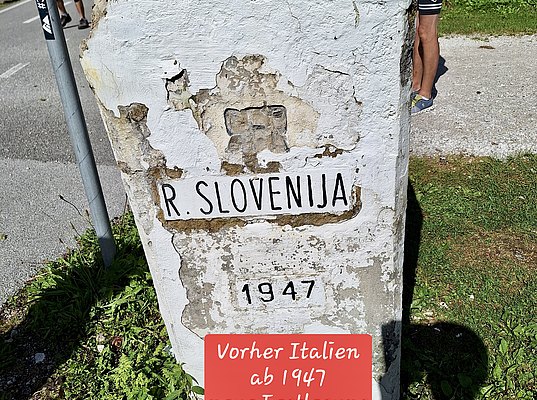 R. SLOVENIJA
1947
Vorher Italien
ab 1947